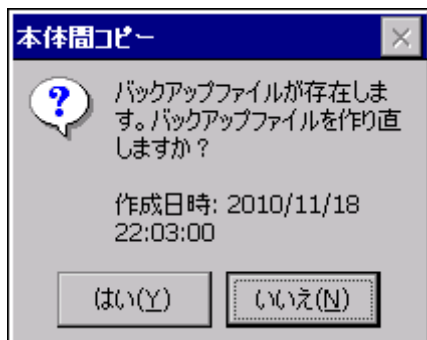 本体間コピー
バックアップファイルが存在しま
す。バックアップファイルを作り直
しますか？
作成日時: 2010/11/18
22:03:00
はい(Y)
いいえ(N)